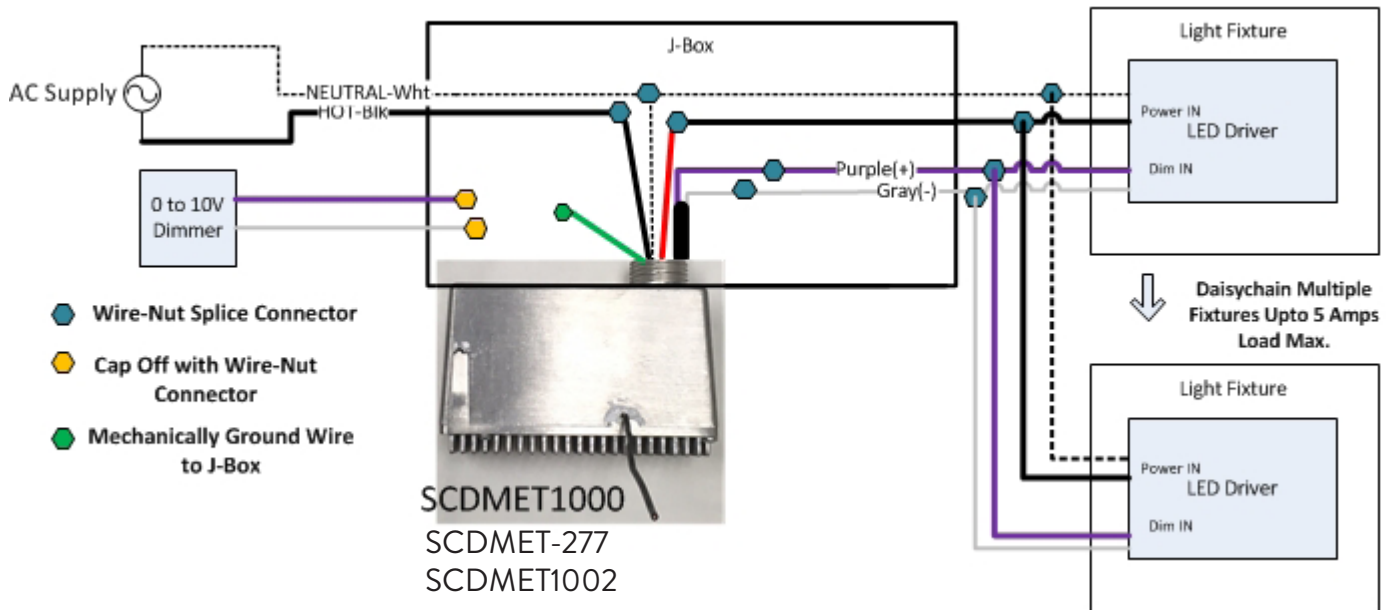 J-Box
Light Fixture
AC Supply
NEUTRAL-Wht
HOT-Blk
Power IN
LED Driver
Dim IN
Purple(+)
Gray(-)
0 to 10V
Dimmer
Wire-Nut Splice Connector
Cap Off with Wire-Nut
Connector
Mechanically Ground Wire
to J-Box
Daisychain Multiple
Fixtures Upto 5 Amps
Load Max.
Light Fixture
Power IN
LED Driver
Dim IN
SCDMET1000
SCDMET-277
SCDMET1002